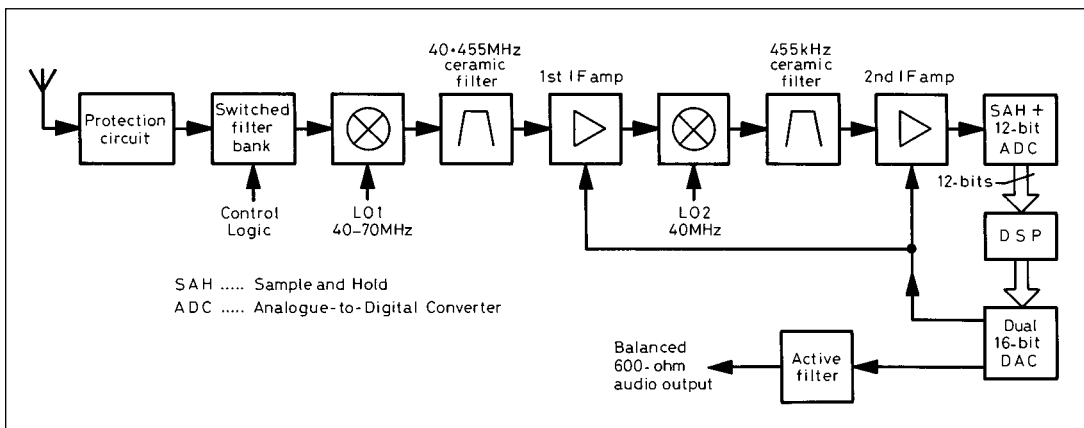 40·455MHz
ceramic
filter
1st IF amp
455kHz
ceramic
filter
2nd IF amp
Protection
circuit
Switched
filter
bank
SAH +
12-bit
ADC
12-bits
Control
Logic
LO1
40–70MHz
LO2
40MHz
DSP
SAH ..... Sample and Hold
ADC ..... Analogue-to-Digital Converter
Dual
16-bit
DAC
Balanced
600-ohm
audio output
Active
filter